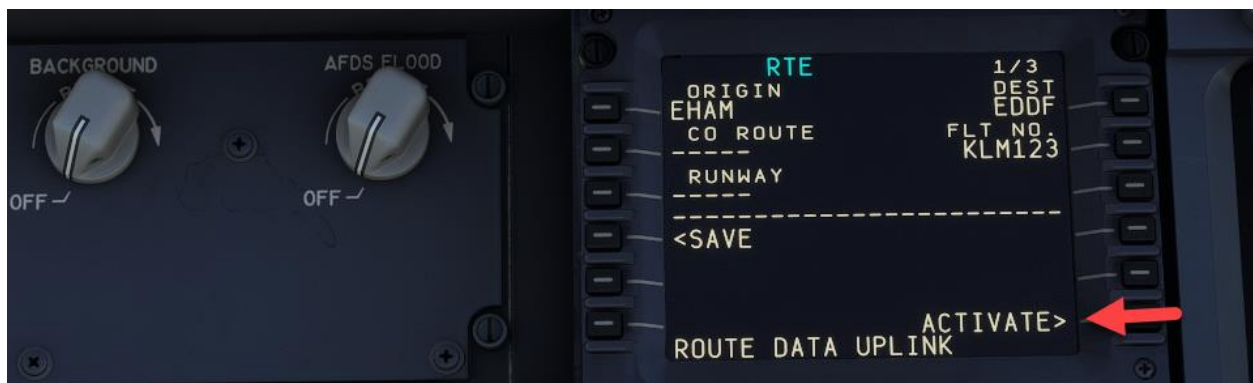 BACKGROUND
OFF
AFDS FLOOD
OFF
RTE 1/3
ORIGIN DEST
EHAM EDDF
CO ROUTE FLT NO.
----- KLM123
RUNWAY
-----
------------------------------
<SAVE
ACTIVATE>
ROUTE DATA UPLINK